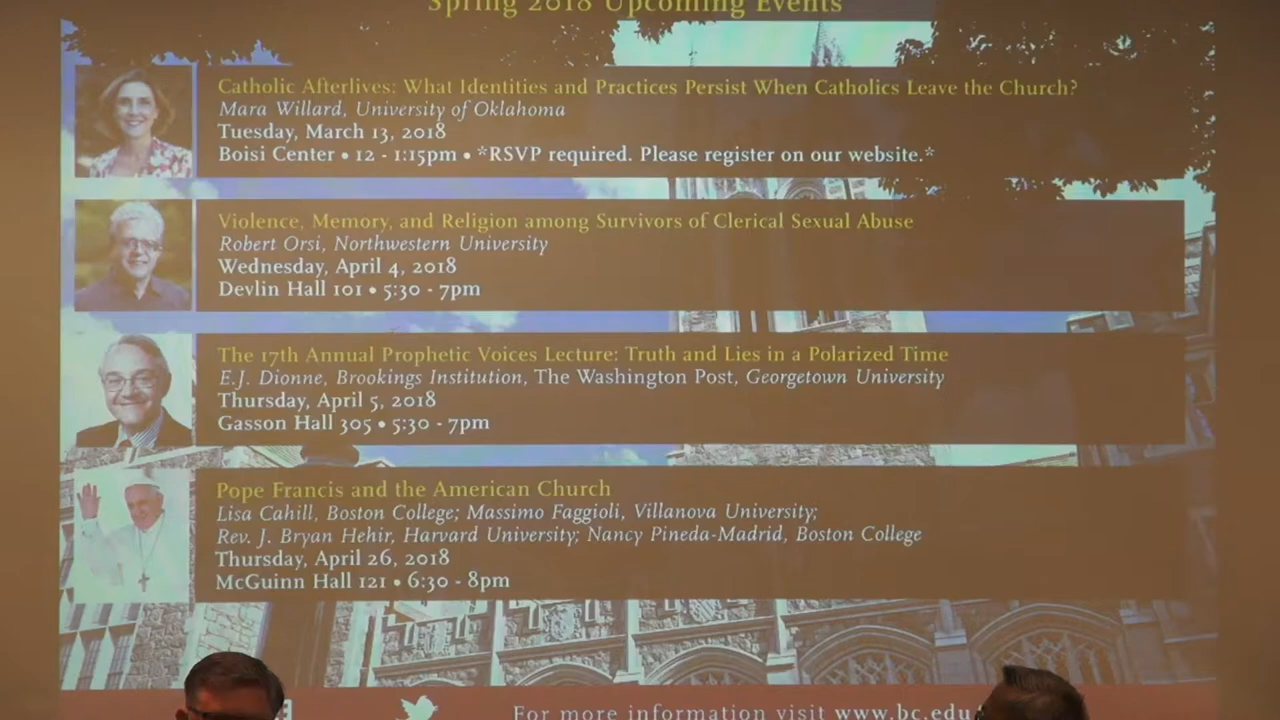 Spring 2018 Upcoming Events
Catholic Afterlives: What Identities and Practices Persist When Catholics Leave the Church?
Mara Willard, University of Oklahoma
Tuesday, March 13, 2018
Boisi Center • 12 - 1:15pm • *RSVP required. Please register on our website.*
Violence, Memory, and Religion among Survivors of Clerical Sexual Abuse
Robert Orsi, Northwestern University
Wednesday, April 4, 2018
Devlin Hall 101 • 5:30 - 7pm
The 17th Annual Prophetic Voices Lecture: Truth and Lies in a Polarized Time
E.J. Dionne, Brookings Institution, The Washington Post, Georgetown University
Thursday, April 5, 2018
Gasson Hall 305 • 5:30 - 7pm
Pope Francis and the American Church
Lisa Cahill, Boston College; Massimo Faggioli, Villanova University;
Rev. J. Bryan Hehir, Harvard University; Nancy Pineda-Madrid, Boston College
Thursday, April 26, 2018
McGuinn Hall 121 • 6:30 - 8pm
For more information visit www.bc.edu